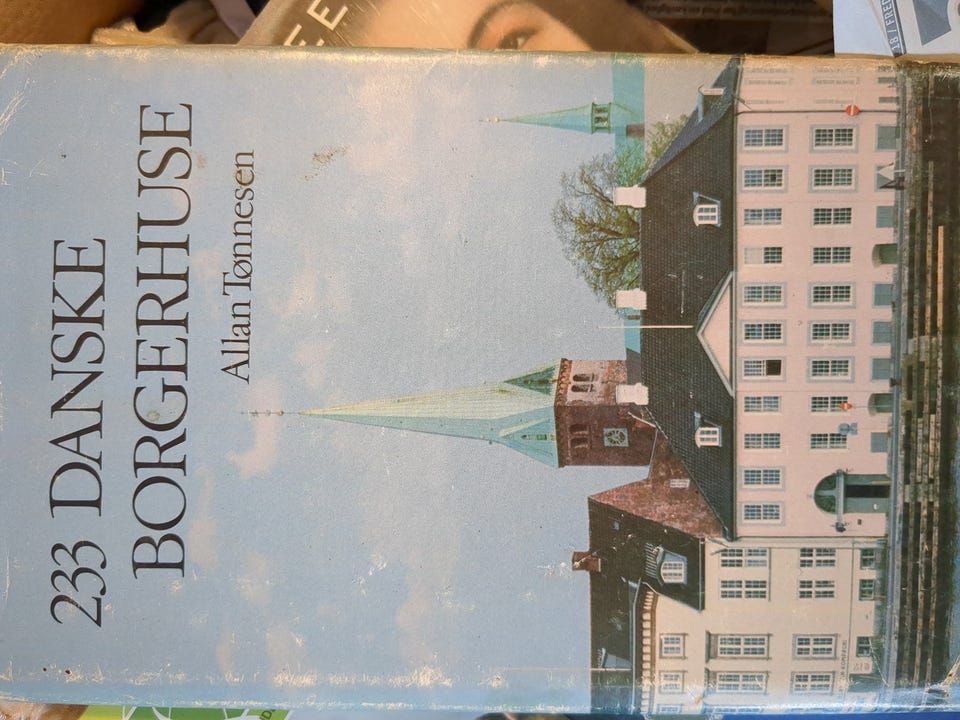 233 DANSKE
BORGERHUSE
Allan Tønnesen